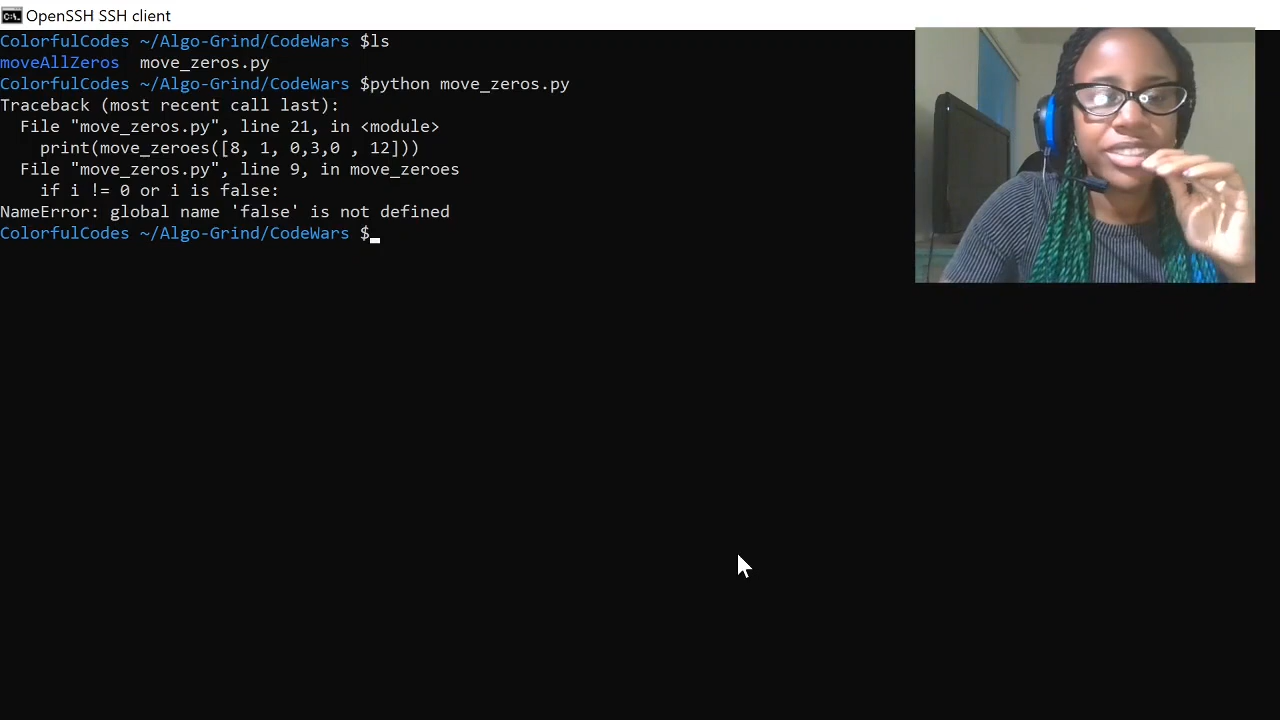 OpenSSH SSH client
ColorfulCodes ~/Algo-Grind/CodeWars $ls
moveAllZeros  move_zeros.py
ColorfulCodes ~/Algo-Grind/CodeWars $python move_zeros.py
Traceback (most recent call last):
  File "move_zeros.py", line 21, in <module>
    print(move_zeroes([8, 1, 0,3,0 , 12]))
  File "move_zeros.py", line 9, in move_zeroes
    if i != 0 or i is false:
NameError: global name 'false' is not defined
ColorfulCodes ~/Algo-Grind/CodeWars $